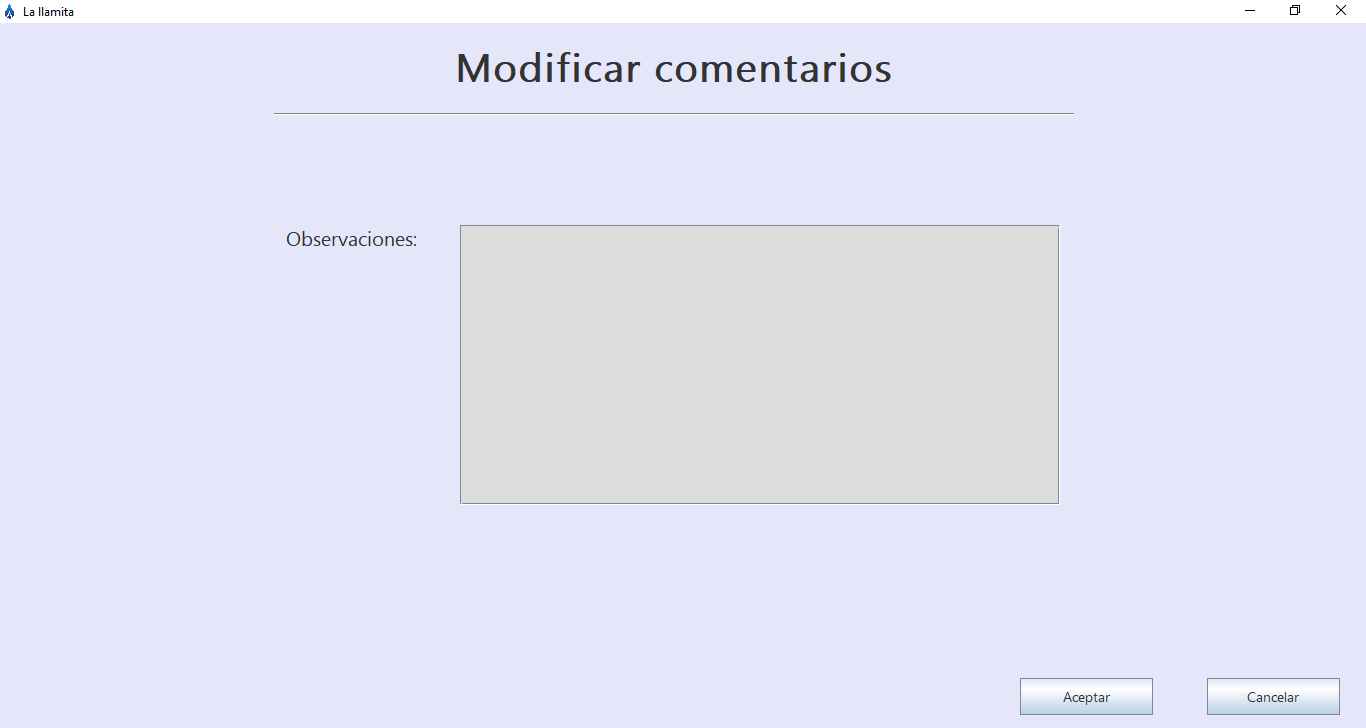 La llamita
Modificar comentarios
Observaciones:
Aceptar
Cancelar